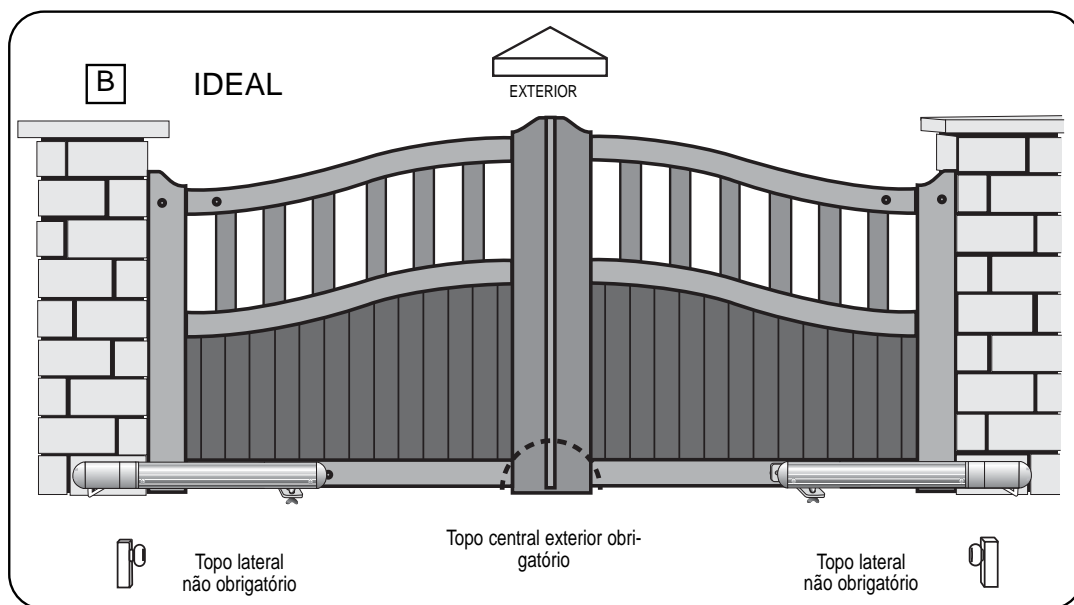 B
IDEAL
EXTERIOR
Topo lateral
não obrigatório
Topo central exterior obri-
gatório
Topo lateral
não obrigatório